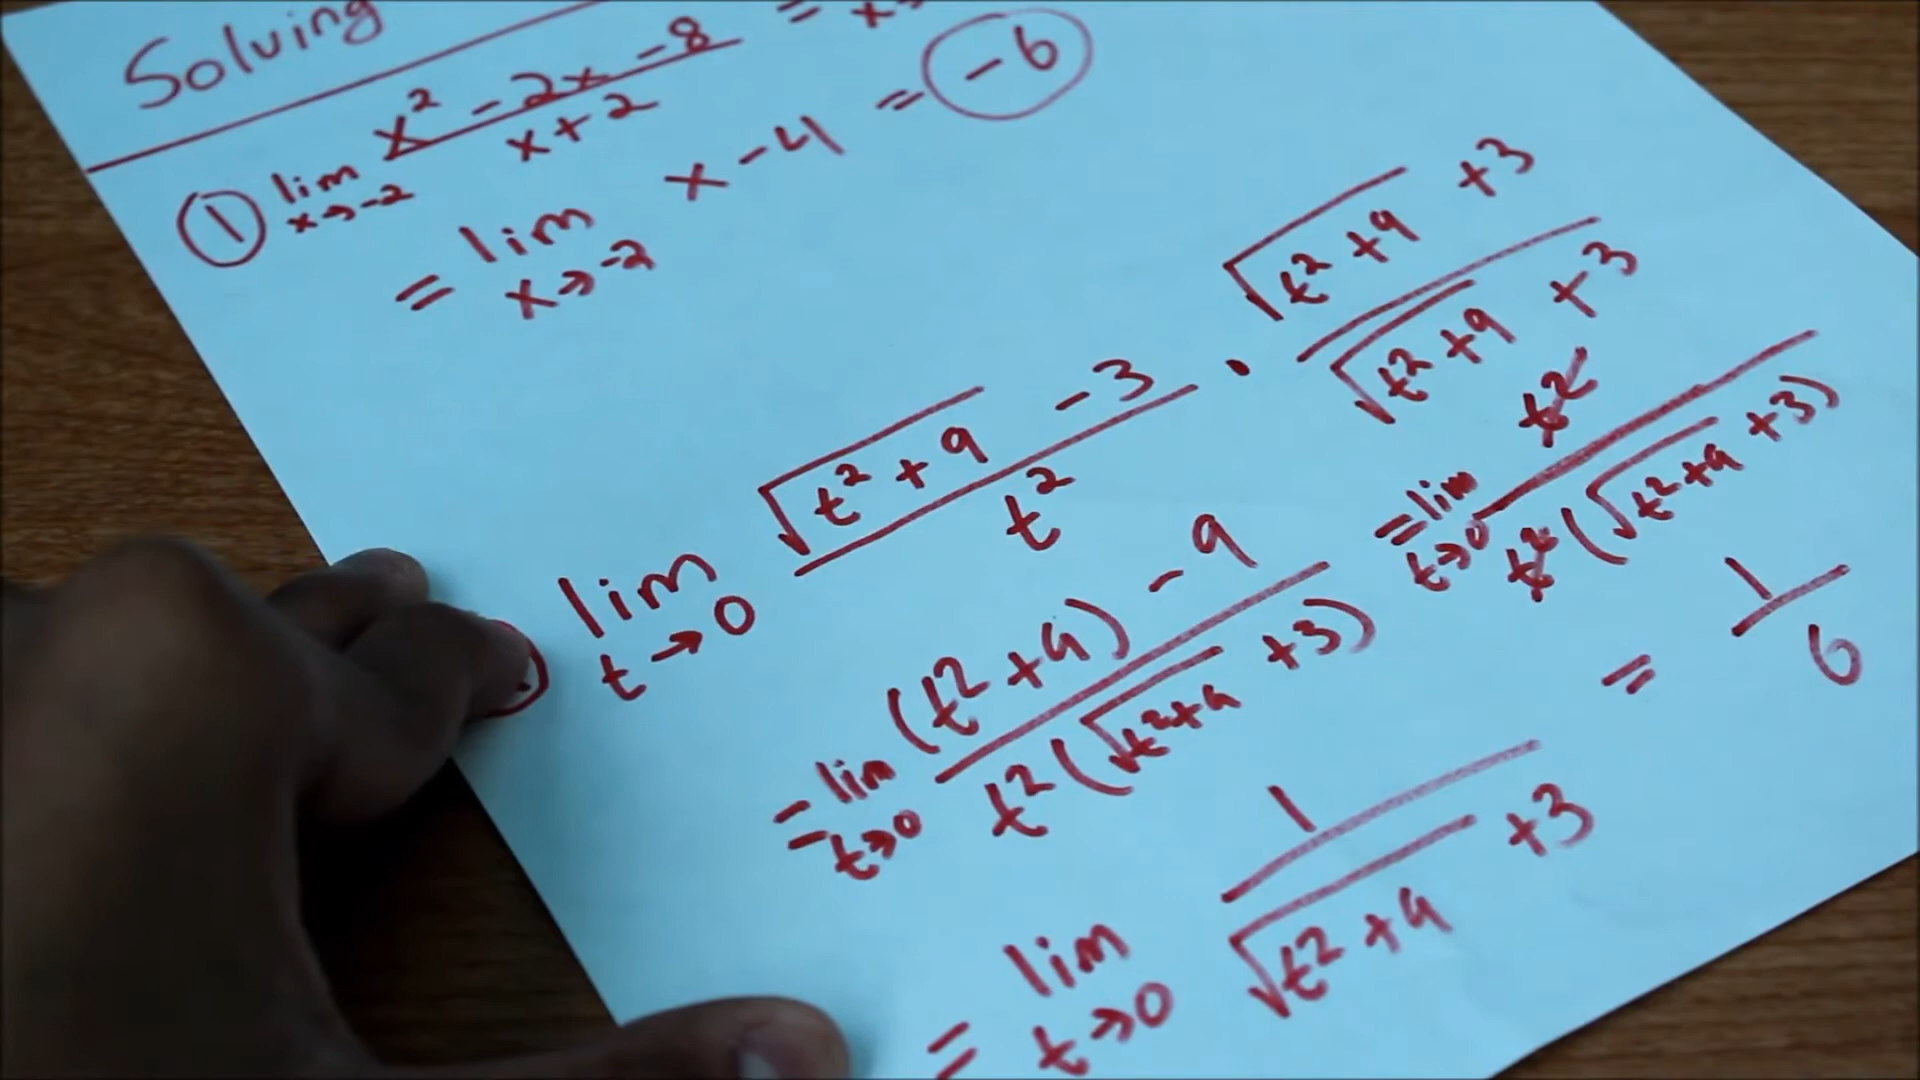 Solving
① lim x→-2 x² - 2x - 8 / x + 2 = x→
= lim x→-2 x - 4 = -6
lim t→0 √(t² + 9) - 3 / t² · √(t² + 9) + 3 / √(t² + 9) + 3
= lim t→0 (t² + 9) - 9 / t² (√(t² + 9) + 3)
= lim t→0 t² / t² (√(t² + 9) + 3)
= lim t→0 1 / √(t² + 9) + 3
= 1 / 6